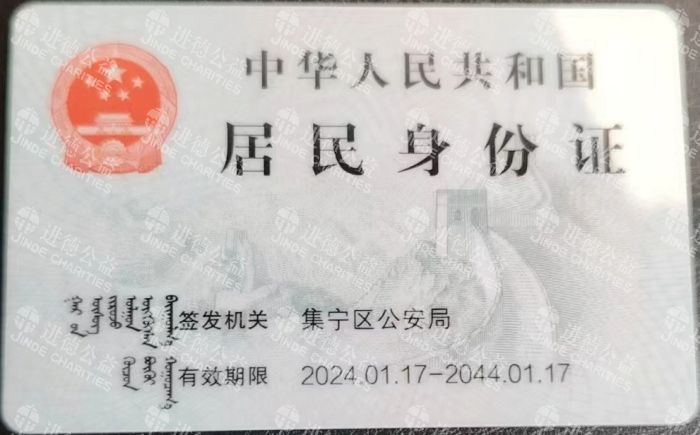 中华人民共和国
居民身份证
签发机关 集宁区公安局
有效期限 2024.01.17-2044.01.17
进德公益
JINDE CHARITIES